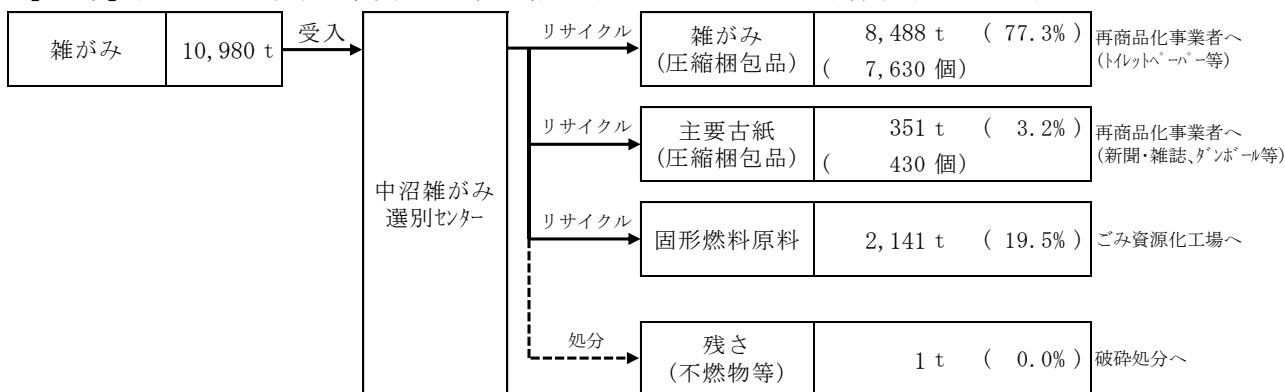 雑がみ 10,980 t
受入
中沼雑がみ
選別センター
リサイクル
雑がみ 8,488 t ( 77.3%)
(圧縮梱包品) ( 7,630 個)
再商品化事業者へ
(トイレットペーパー等)
リサイクル
主要古紙 351 t ( 3.2%)
(圧縮梱包品) ( 430 個)
再商品化事業者へ
(新聞・雑誌、ダンボール等)
リサイクル
固形燃料原料 2,141 t ( 19.5%)
ごみ資源化工場へ
処分
残さ
(不燃物等)
1 t ( 0.0%)
破砕処分へ